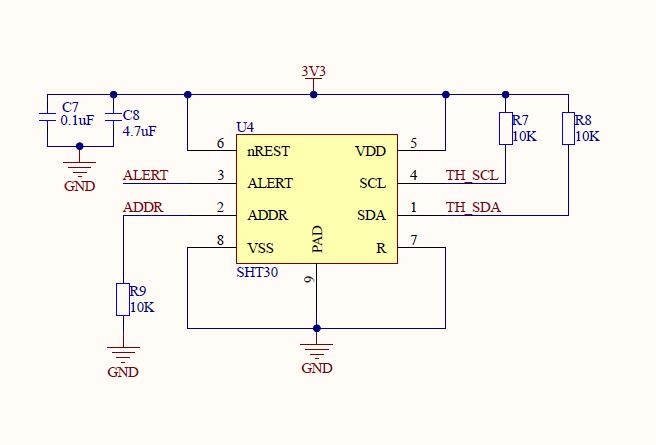 3V3
C7
0.1uF
C8
4.7uF
GND
U4
R7
10K
R8
10K
6
nREST
VDD
5
ALERT
3
ALERT
SCL
4
TH_SCL
ADDR
2
ADDR
SDA
1
TH_SDA
8
VSS
PAD
R
7
SHT30
9
R9
10K
GND
GND